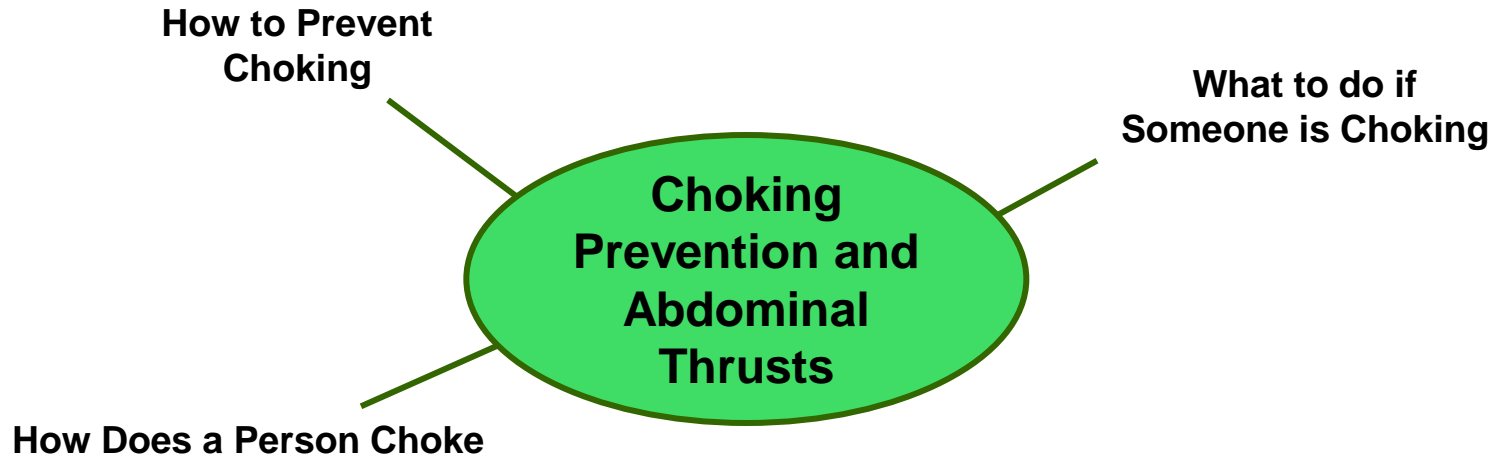 How to Prevent
Choking
What to do if
Someone is Choking
Choking
Prevention and
Abdominal
Thrusts
How Does a Person Choke